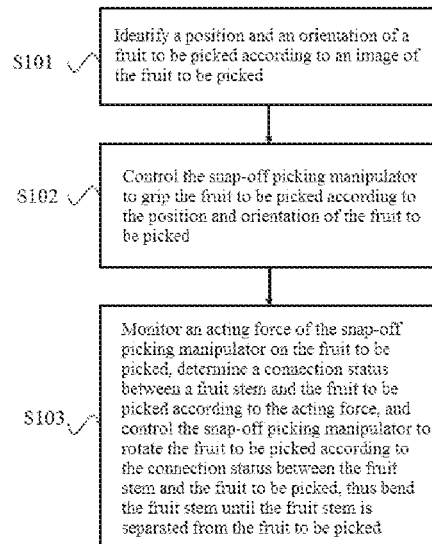 Identify a position and an orientation of a
fruit to be picked according to an image of
the fruit to be picked
S101
Control the snap-off picking manipulator
to grip the fruit to be picked according to
the position and orientation of the fruit to
be picked
S102
Monitor an acting force of the snap-off
picking manipulator on the fruit to be
picked, determine a connection status
between a fruit stem and the fruit to be
picked according to the acting force, and
control the snap-off picking manipulator to
rotate the fruit to be picked according to
the connection status between the fruit
stem and the fruit to be picked, thus bend
the fruit stem until the fruit stem is
separated from the fruit to be picked
S103